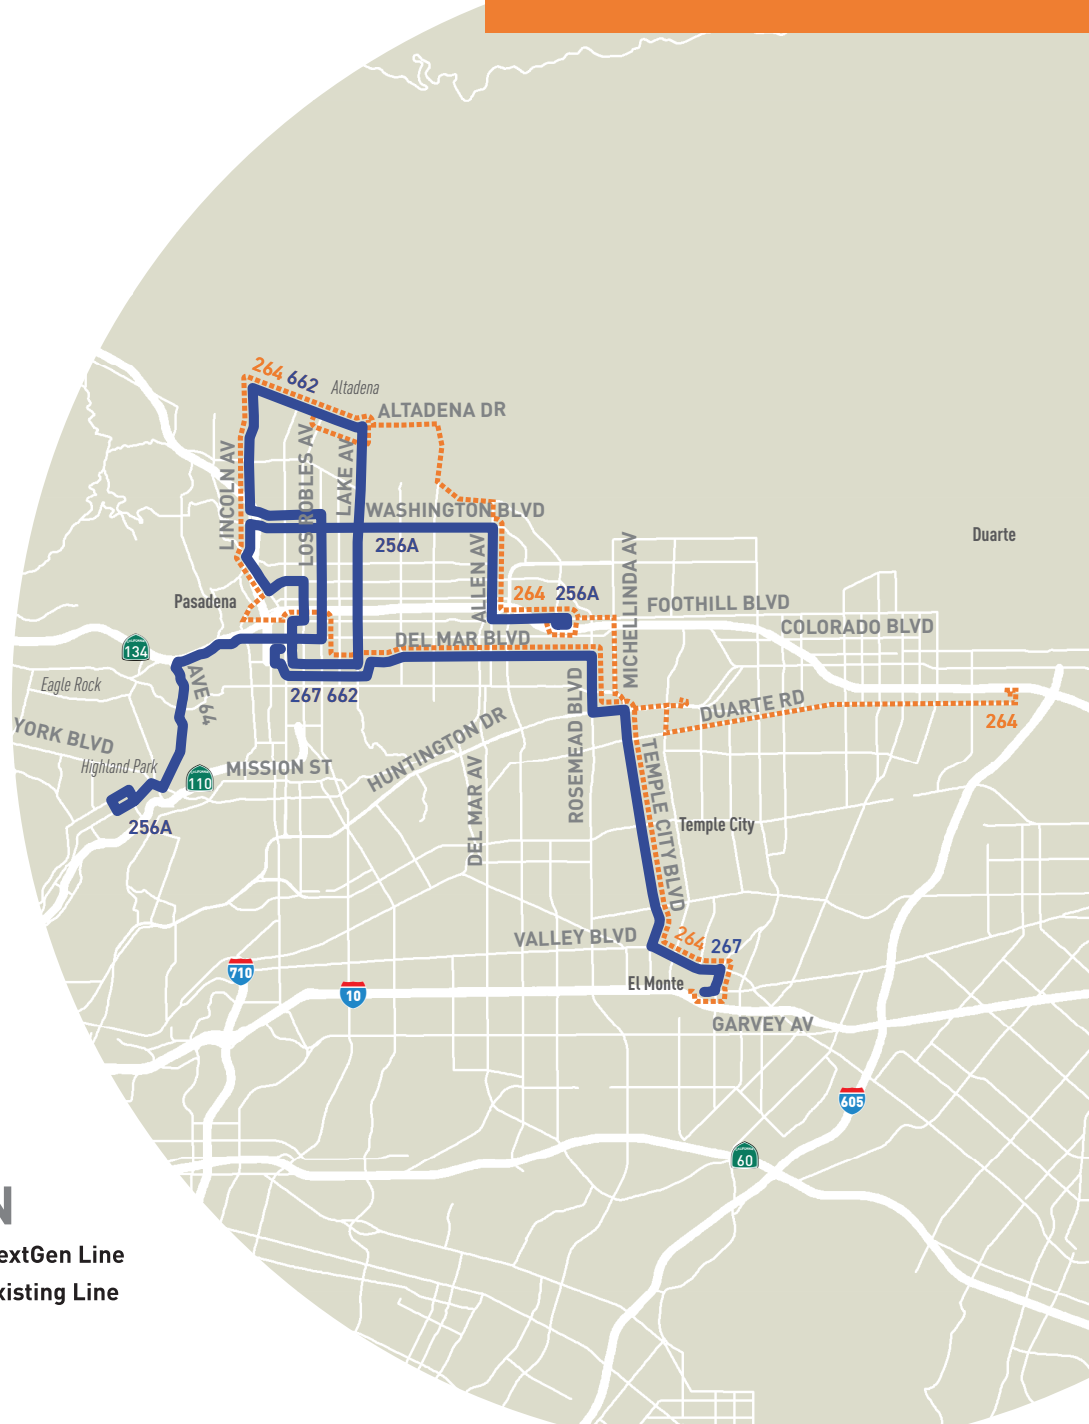 264 662
Altadena
ALTADENA DR
LINCOLN AV
LOS ROBLES AV
LAKE AV
WASHINGTON BLVD
256A
ALLEN AV
MICHELLINDA AV
Duarte
Pasadena
264 256A
FOOTHILL BLVD
COLORADO BLVD
DEL MAR BLVD
CALIFORNIA
134
Eagle Rock
AVE 64
267 662
ROSEMEAD BLVD
DUARTE RD
264
YORK BLVD
HUNTINGTON DR
Highland Park
CALIFORNIA
110
MISSION ST
DEL MAR AV
TEMPLE CITY BLVD
Temple City
256A
VALLEY BLVD
264 267
710
El Monte
10
GARVEY AV
605
CALIFORNIA
60
N
extGen Line
xisting Line